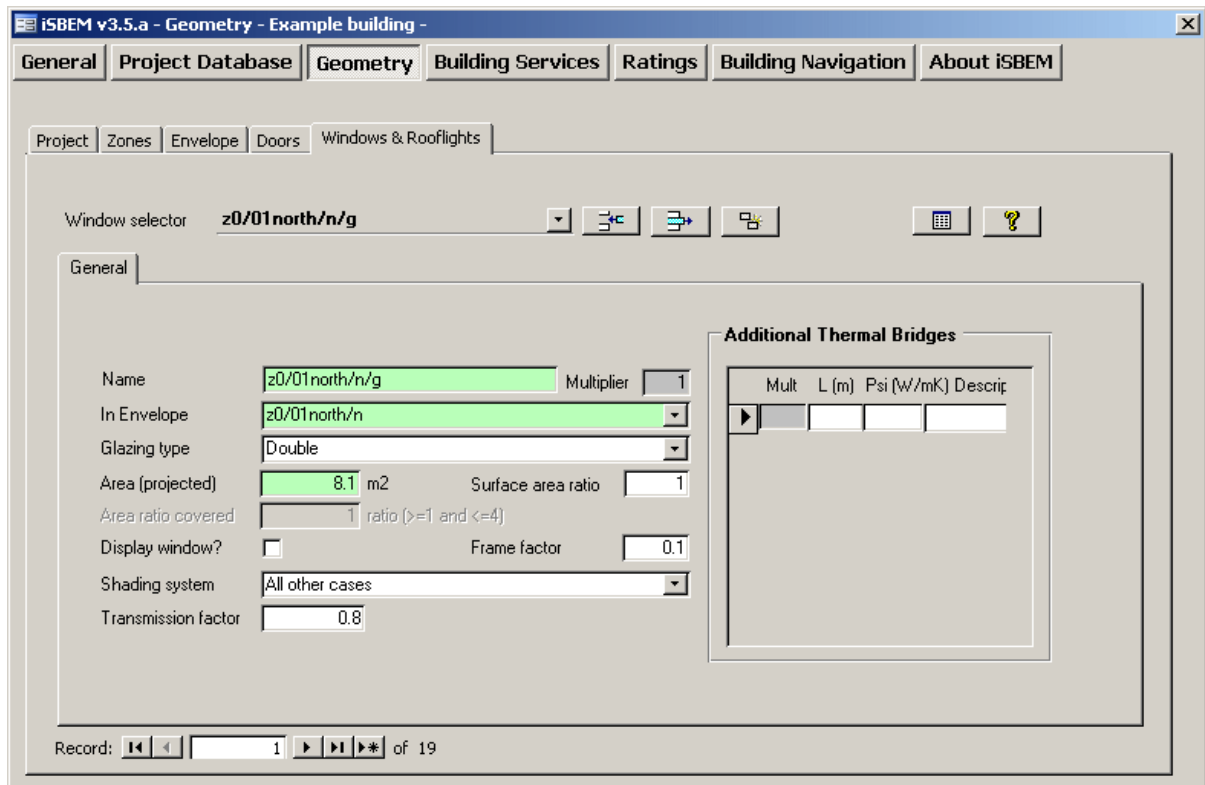 iSBEM v3.5.a - Geometry - Example building -
General Project Database Geometry Building Services Ratings Building Navigation About iSBEM
Project Zones Envelope Doors Windows & Rooflights
Window selector z0/01north/n/g
General
Additional Thermal Bridges
Name z0/01north/n/g Multiplier 1
Mult L (m) Psi (W/mK) Descrip
In Envelope z0/01north/n
Glazing type Double
Area (projected) 8.1 m2 Surface area ratio 1
Area ratio covered 1 ratio (>=1 and <=4)
Display window? Frame factor 0.1
Shading system All other cases
Transmission factor 0.8
Record: 1 of 19